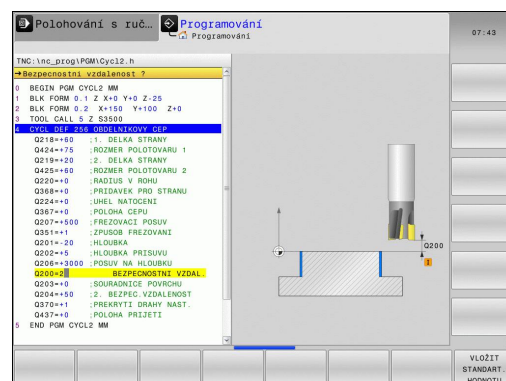 Polohování s ruč...
Programování
Programování
07:43
TNC:\nc_prog\PGM\Cycl2.h
→Bezpecnostni vzdalenost ?
0 BEGIN PGM CYCL2 MM
1 BLK FORM 0.1 Z X+0 Y+0 Z-25
2 BLK FORM 0.2 X+150 Y+100 Z+0
3 TOOL CALL 5 Z S3500
4 CYCL DEF 256 OBDELNIKOVY CEP
Q218=+60 ;1. DELKA STRANY
Q424=+75 ;ROZMER POLOTOVARU 1
Q219=+20 ;2. DELKA STRANY
Q425=+60 ;ROZMER POLOTOVARU 2
Q220=+0 ;RADIUS V ROHU
Q368=+0 ;PRIDAVEK PRO STRANU
Q224=+0 ;UHEL NATOCENI
Q367=+0 ;POLOHA CEPU
Q207=+500 ;FREZOVACI POSUV
Q351=+1 ;ZPUSOB FREZOVANI
Q201=-20 ;HLOUBKA
Q202=+5 ;HLOUBKA PRISUVU
Q206=+3000 ;POSUV NA HLOUBKU
Q200=2 BEZPECNOSTNI VZDAL.
Q203=+0 ;SOURADNICE POVRCHU
Q204=+50 ;2. BEZPEC.VZDALENOST
Q370=+1 ;PREKRYTI DRAHY NAST.
Q437=+0 ;POLOHA PRIJETI
5 END PGM CYCL2 MM
Q200
I
VLOŽIT
STANDART.
HODNOTU